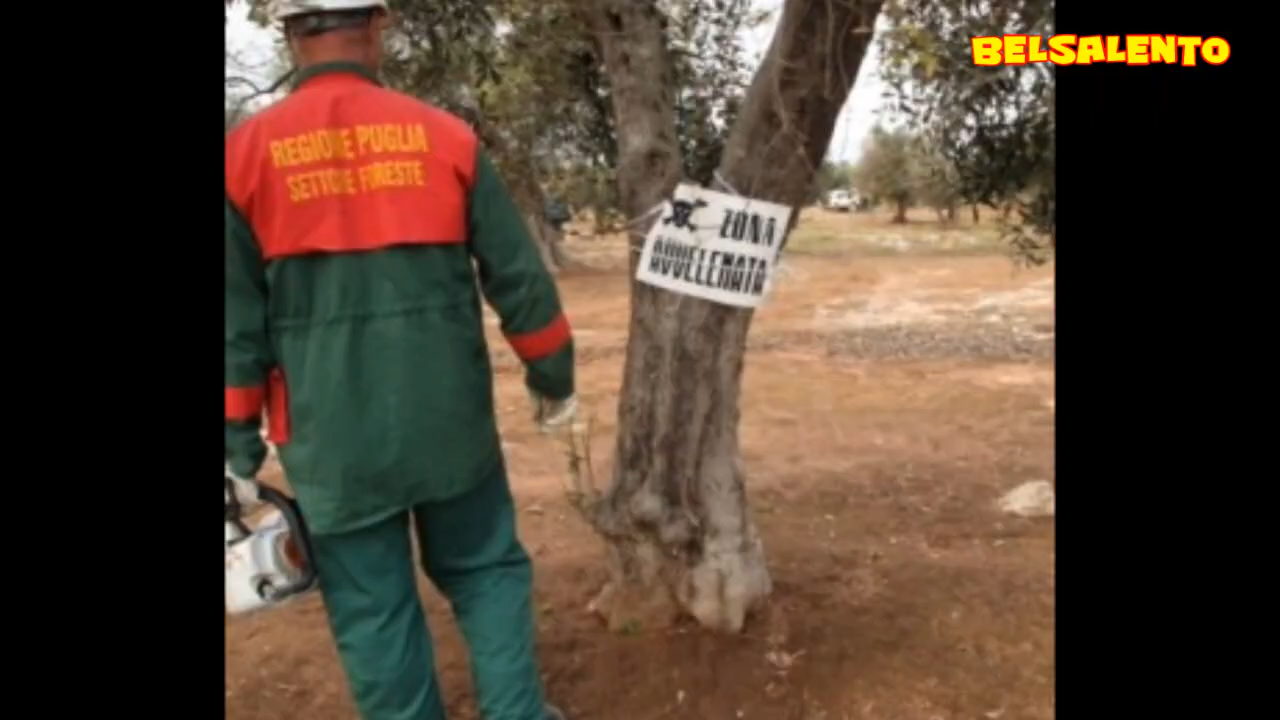 BELSALENTO
REGIONE PUGLIA
SETTORE FORESTE
ZONA
AVVELENATA